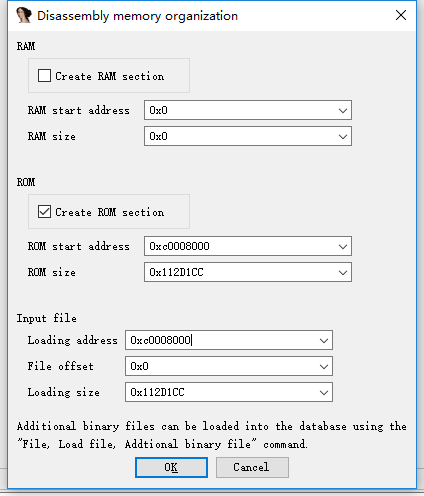 Disassembly memory organization
RAM
Create RAM section
RAM start address 0x0
RAM size 0x0
ROM
Create ROM section
ROM start address 0xc0008000
ROM size 0x112D1CC
Input file
Loading address 0xc0008000
File offset 0x0
Loading size 0x112D1CC
Additional binary files can be loaded into the database using the
"File, Load file, Addtional binary file" command.
OK Cancel